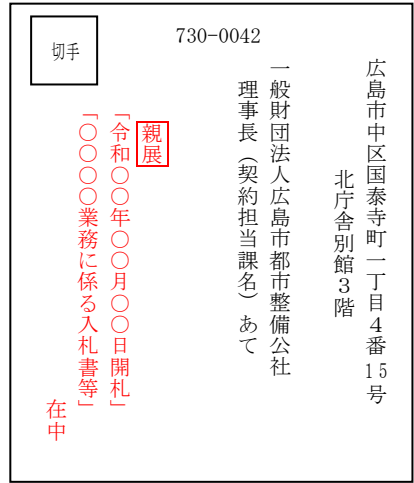 切手
730-0042
広島市中区国泰寺町一丁目４番15号
北庁舎別館３階
一般財団法人広島市都市整備公社
理事長（契約担当課名）あて
親展
「令和〇〇年〇〇月〇〇日開札」
「〇〇〇〇業務に係る入札書等」
在中